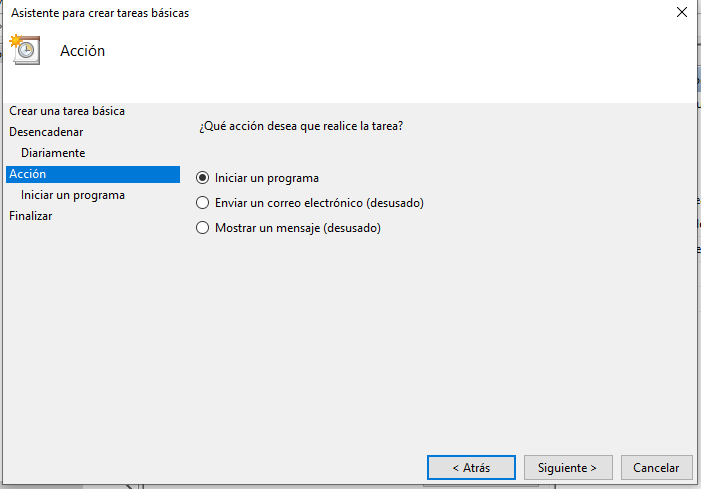 Asistente para crear tareas básicas
Acción
Crear una tarea básica
Desencadenar
Diariamente
Acción
Iniciar un programa
Finalizar
¿Qué acción desea que realice la tarea?
Iniciar un programa
Enviar un correo electrónico (desusado)
Mostrar un mensaje (desusado)
< Atrás
Siguiente >
Cancelar